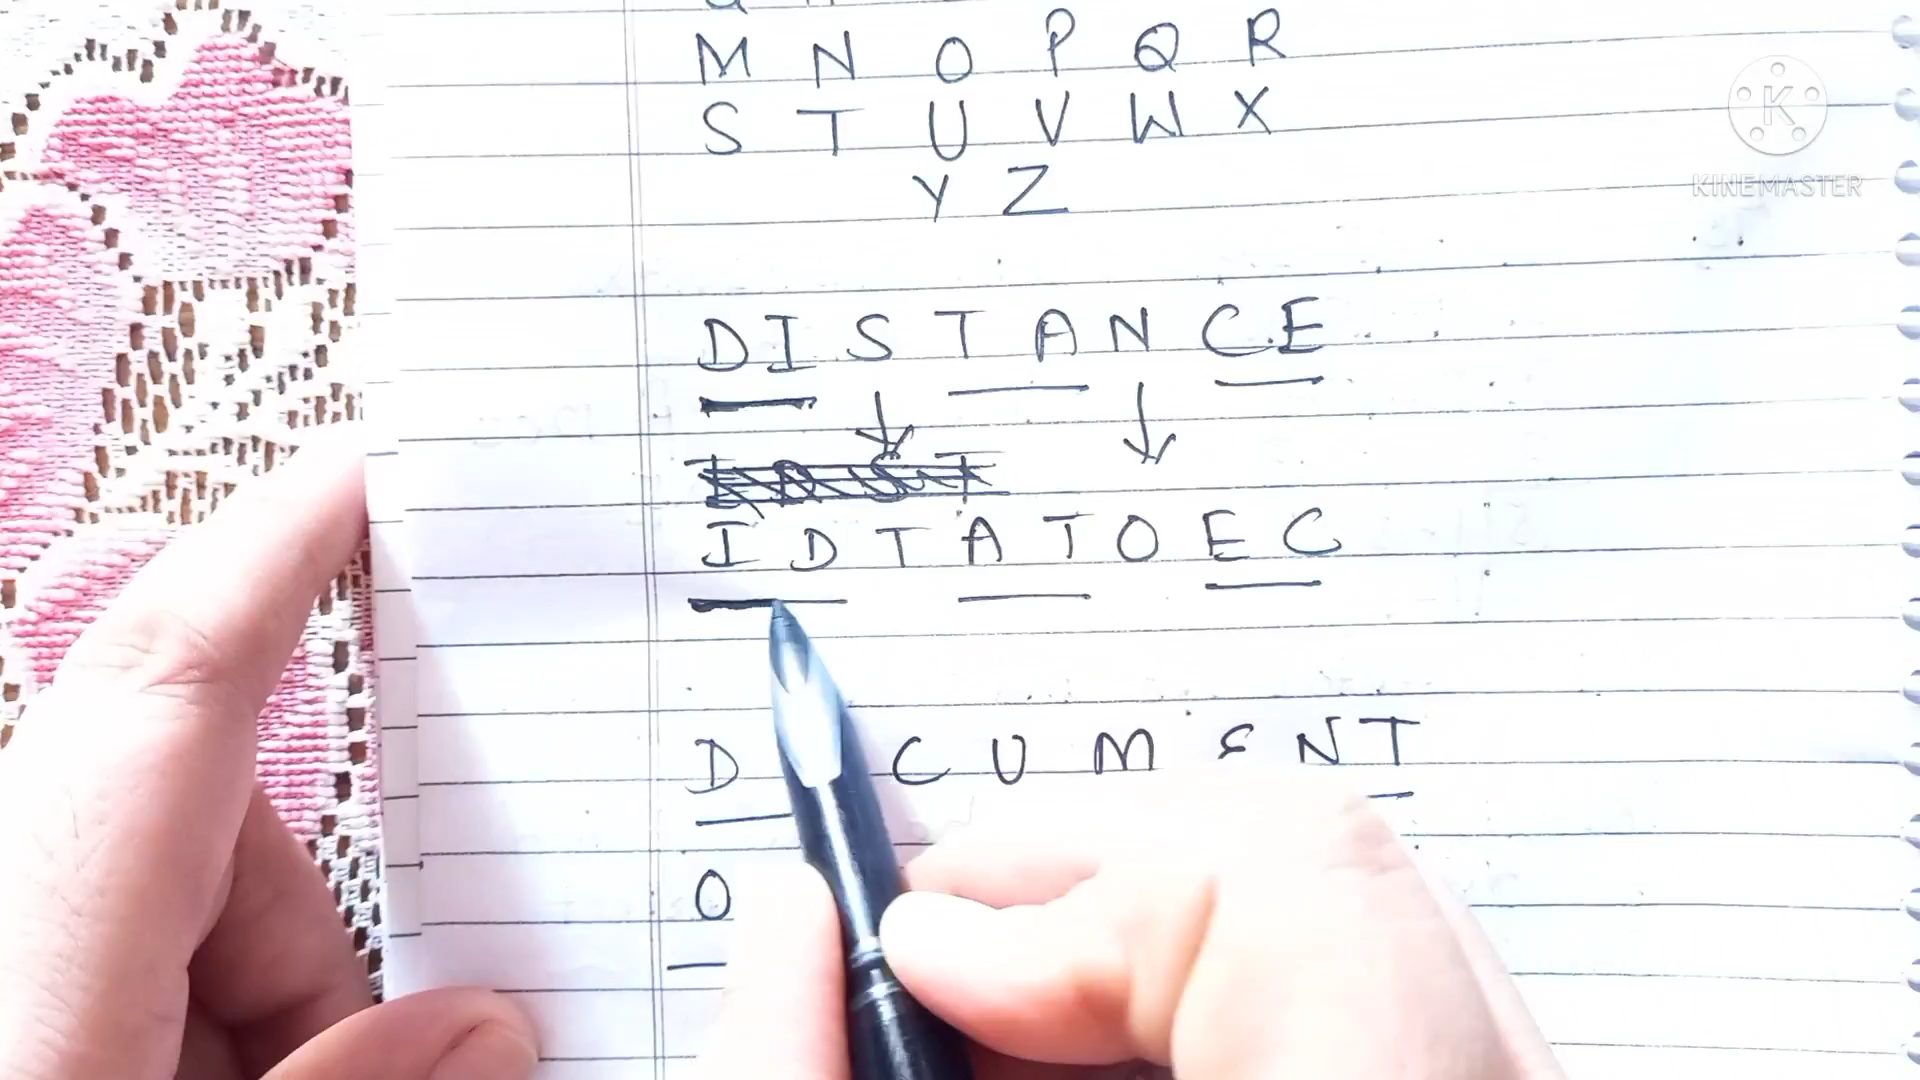 M N O P Q R
S T U V W X
Y Z
DISTANCE
IDTATOEC
D CUMENT
O
KINEMASTER